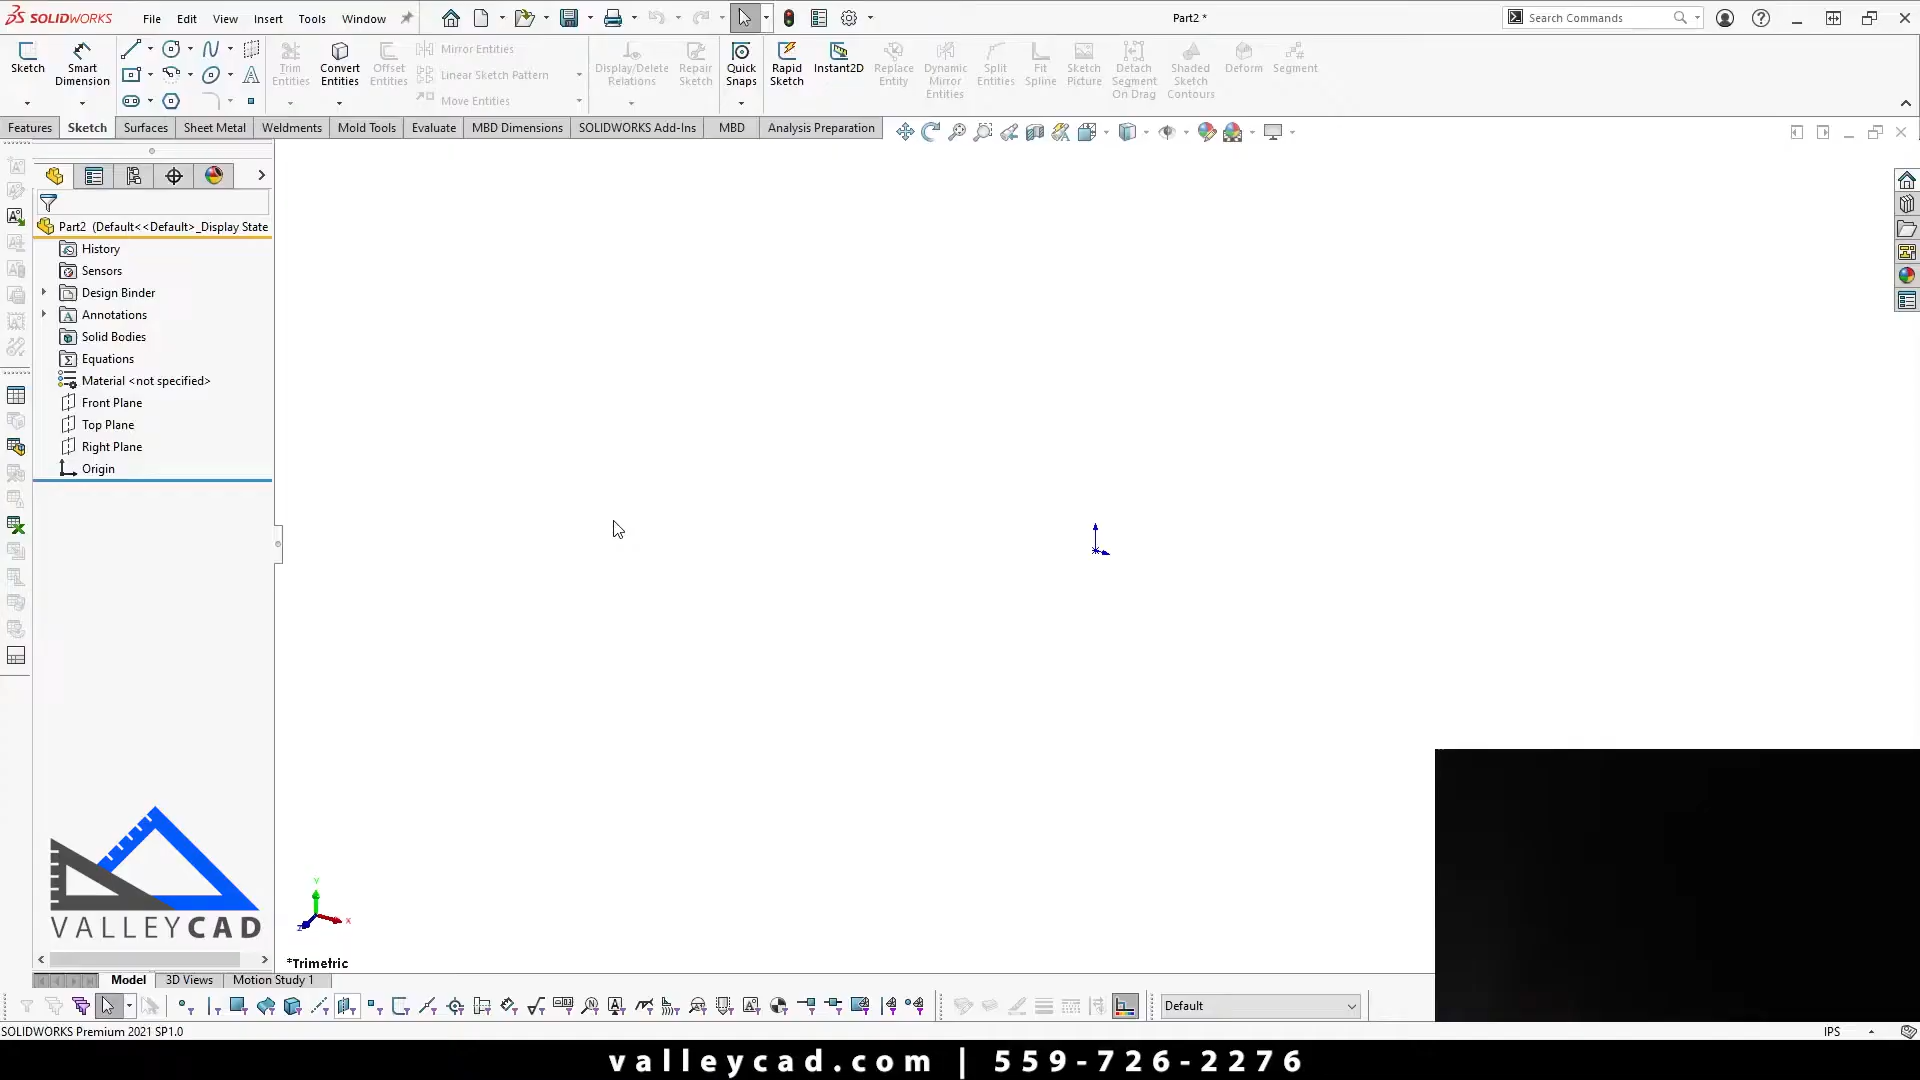 SOLIDWORKS File Edit View Insert Tools Window Part2 * Search Commands
Sketch Smart Dimension Trim Entities Convert Entities Offset Entities Mirror Entities Linear Sketch Pattern Move Entities Display/Delete Relations Repair Sketch Quick Snaps Rapid Sketch Instant2D Replace Entity Dynamic Mirror Entities Split Entities Fit Spline Sketch Picture Detach Segment On Drag Shaded Sketch Contours Deform Segment
Features Sketch Surfaces Sheet Metal Weldments Mold Tools Evaluate MBD Dimensions SOLIDWORKS Add-Ins MBD Analysis Preparation
Part2 (Default<<Default>_Display State
History
Sensors
Design Binder
Annotations
Solid Bodies
Equations
Material <not specified>
Front Plane
Top Plane
Right Plane
Origin
VALLEYCAD
Y
X
Z
*Trimetric
Model 3D Views Motion Study 1
Default
SOLIDWORKS Premium 2021 SP1.0 IPS
valleycad.com | 559-726-2276